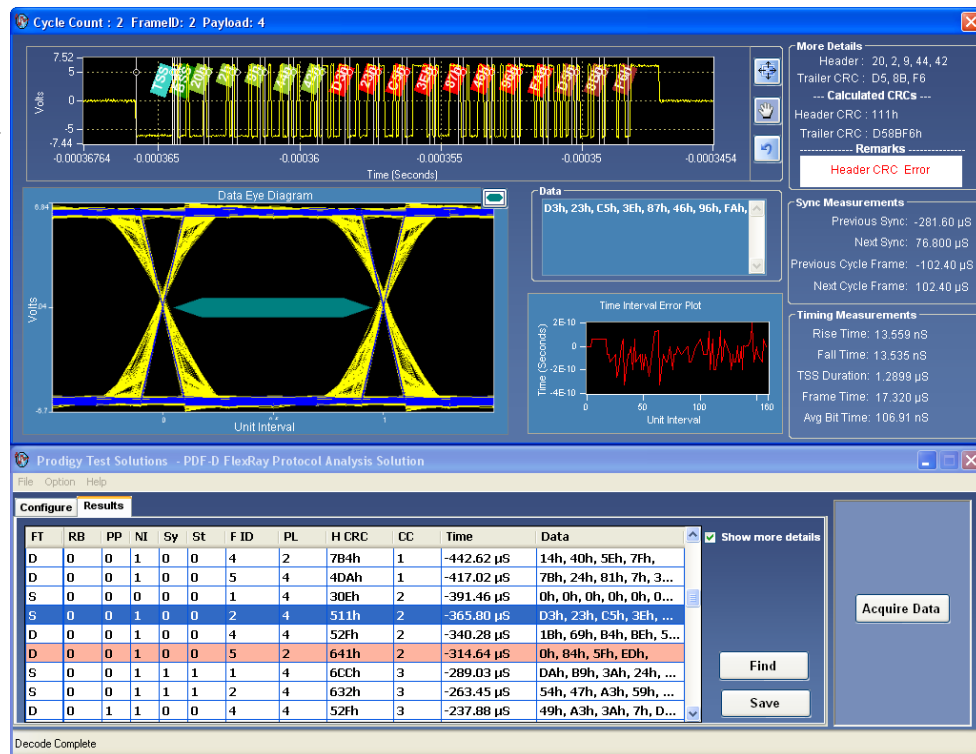 Cycle Count : 2 FrameID: 2 Payload: 4
7.52
5
0
-5
-7.44
Volts
TSS
-0.00036764
-0.000365
-0.00036
-0.000355
-0.00035
-0.0003454
Time (Seconds)
More Details
Header : 20, 2, 9, 44, 42
Trailer CRC : D5, 8B, F6
--- Calculated CRCs ---
Header CRC : 111h
Trailer CRC : D58BF6h
Remarks
Header CRC Error
Data Eye Diagram
6.84
Volts
-8.7
0
1
Unit Interval
Data
D3h, 23h, C5h, 3Eh, 87h, 46h, 96h, FAh,
Time Interval Error Plot
Time (Seconds)
2E-10
0
-2E-10
-4E-10
0
50
100
160
Unit Interval
Sync Measurements
Previous Sync: -281.60 µS
Next Sync: 76.800 µS
Previous Cycle Frame: -102.40 µS
Next Cycle Frame: 102.40 µS
Timing Measurements
Rise Time: 13.559 nS
Fall Time: 13.535 nS
TSS Duration: 1.2899 µS
Frame Time: 17.320 µS
Avg Bit Time: 106.91 nS
Prodigy Test Solutions - PDF-D FlexRay Protocol Analysis Solution
File Option Help
Configure Results
FT RB PP NI Sy St F ID PL H CRC CC Time Data
D 0 0 1 0 0 4 2 7B4h 1 -442.62 µS 14h, 40h, 5Eh, 7Fh,
D 0 0 1 0 0 5 4 4DAh 1 -417.02 µS 7Bh, 24h, 81h, 7h, 3...
S 0 0 0 0 0 1 4 30Eh 2 -391.46 µS 0h, 0h, 0h, 0h, 0h, 0...
S 0 0 1 0 0 2 4 511h 2 -365.80 µS D3h, 23h, C5h, 3Eh, ...
D 0 0 1 0 0 4 4 52Fh 2 -340.28 µS 1Bh, 69h, B4h, BEh, 5...
D 0 0 1 0 0 5 2 641h 2 -314.64 µS 0h, 84h, 5Fh, EDh,
S 0 0 1 1 1 1 4 6CCh 3 -289.03 µS DAh, B9h, 3Ah, 24h, ...
S 0 0 1 1 1 2 4 632h 3 -263.45 µS 54h, 47h, A3h, 59h, ...
D 0 1 1 0 0 4 4 52Fh 3 -237.88 µS 49h, A3h, 3Ah, 7h, D...
Show more details
Find
Save
Acquire Data
Decode Complete